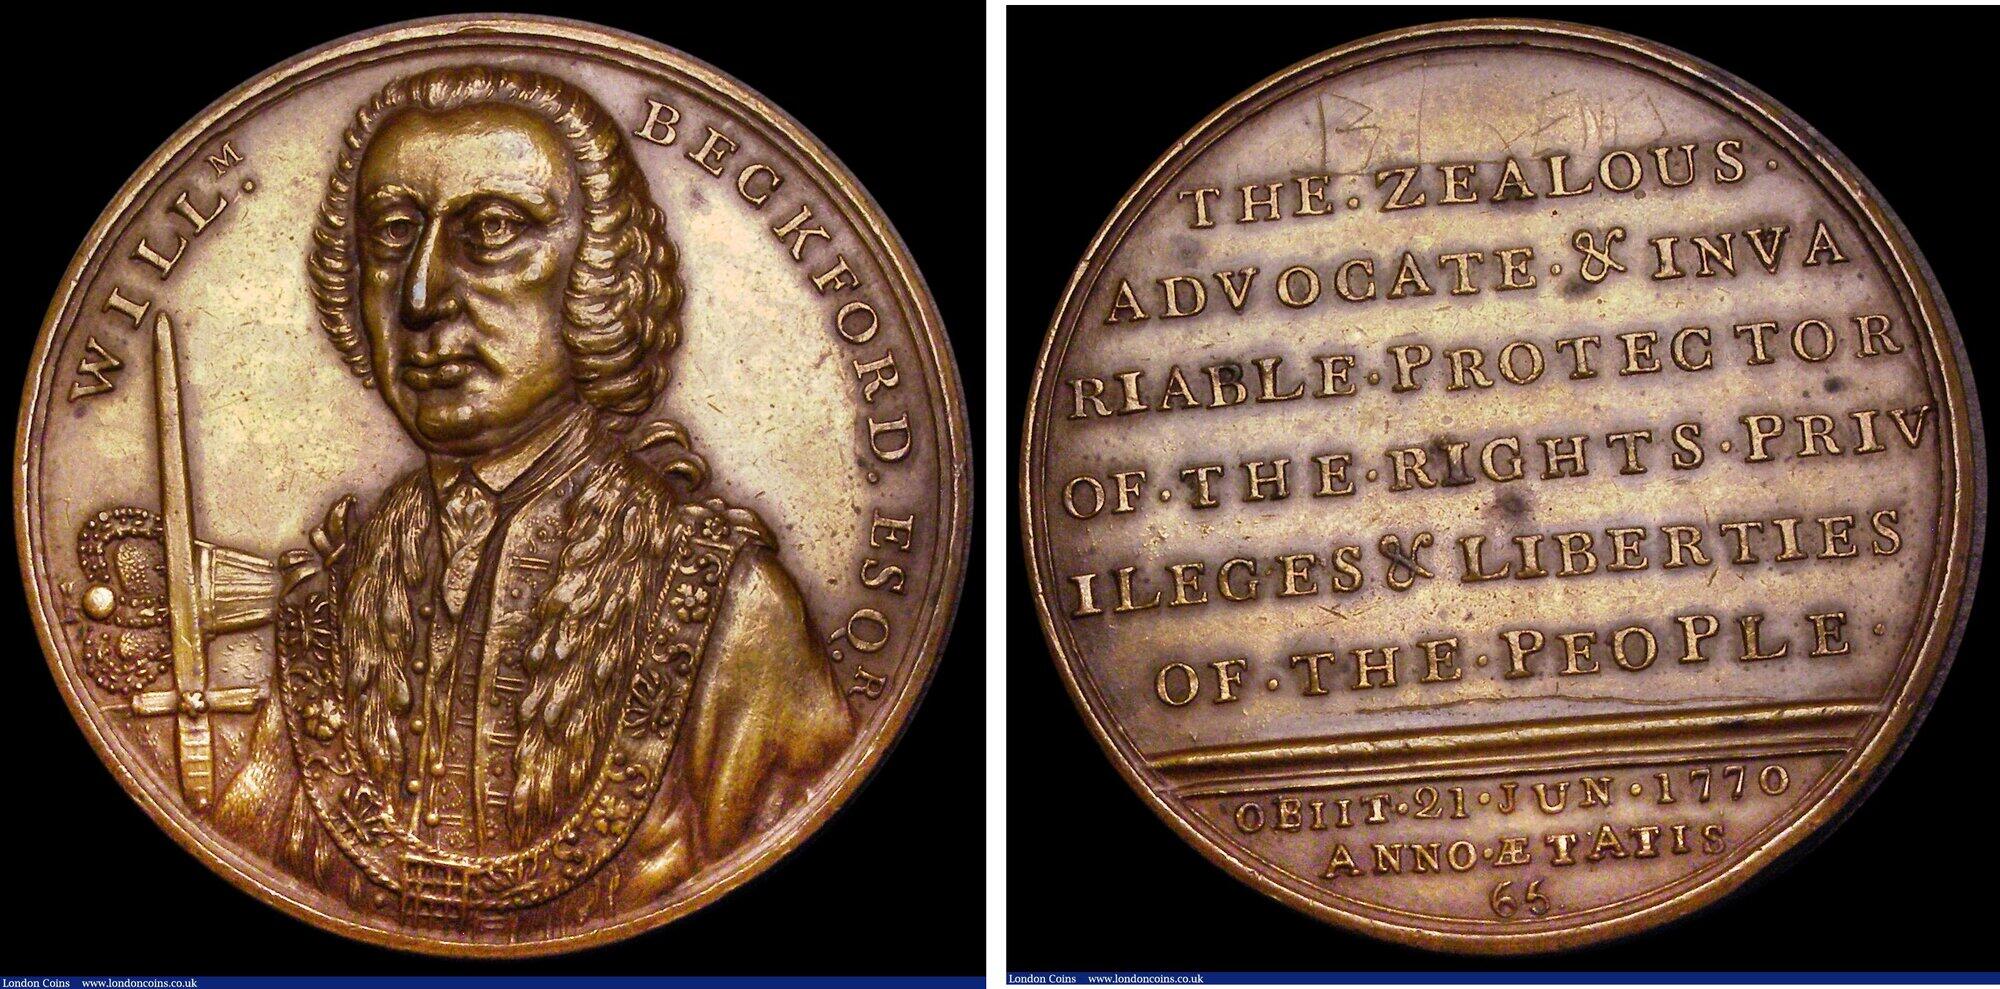 WILL.M BECKFORD. ESQ.R
London Coins www.londoncoins.co.uk
THE · ZEALOUS ·
ADVOCATE · & INVA
RIABLE · PROTECTOR
OF · THE · RIGHTS · PRIV
ILEGES & LIBERTIES
OF · THE · PEOPLE ·
OBIIT · 21 · JUN · 1770
ANNO · ÆTATIS
65
London Coins www.londoncoins.co.uk